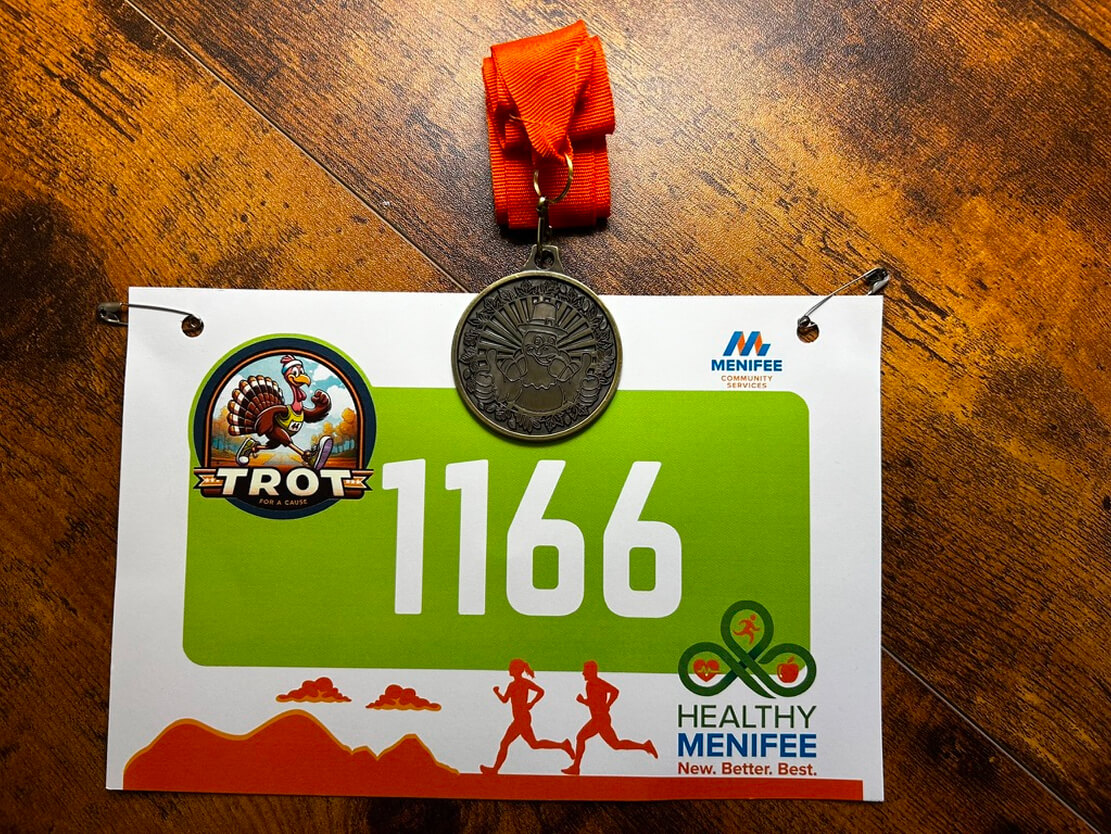 MENIFEE
COMMUNITY
SERVICES
TROT
FOR A CAUSE
1166
HEALTHY
MENIFEE
New. Better. Best.